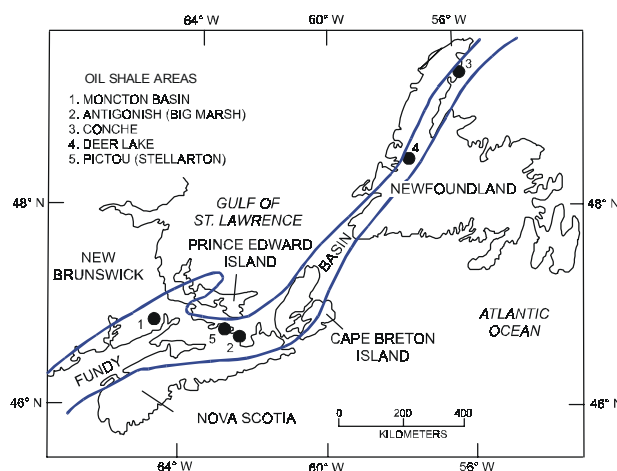 64° W
60° W
56° W
OIL SHALE AREAS
1. MONCTON BASIN
2. ANTIGONISH (BIG MARSH)
3. CONCHE
4. DEER LAKE
5. PICTOU (STELLARTON)
3
4
48° N
GULF OF
ST. LAWRENCE
NEWFOUNDLAND
48° N
PRINCE EDWARD
ISLAND
BASIN
NEW
BRUNSWICK
ATLANTIC
OCEAN
1
5
2
CAPE BRETON
ISLAND
FUNDY
46° N
NOVA SCOTIA
0 200 400
KILOMETERS
46° N
64° W
60° W
56° W